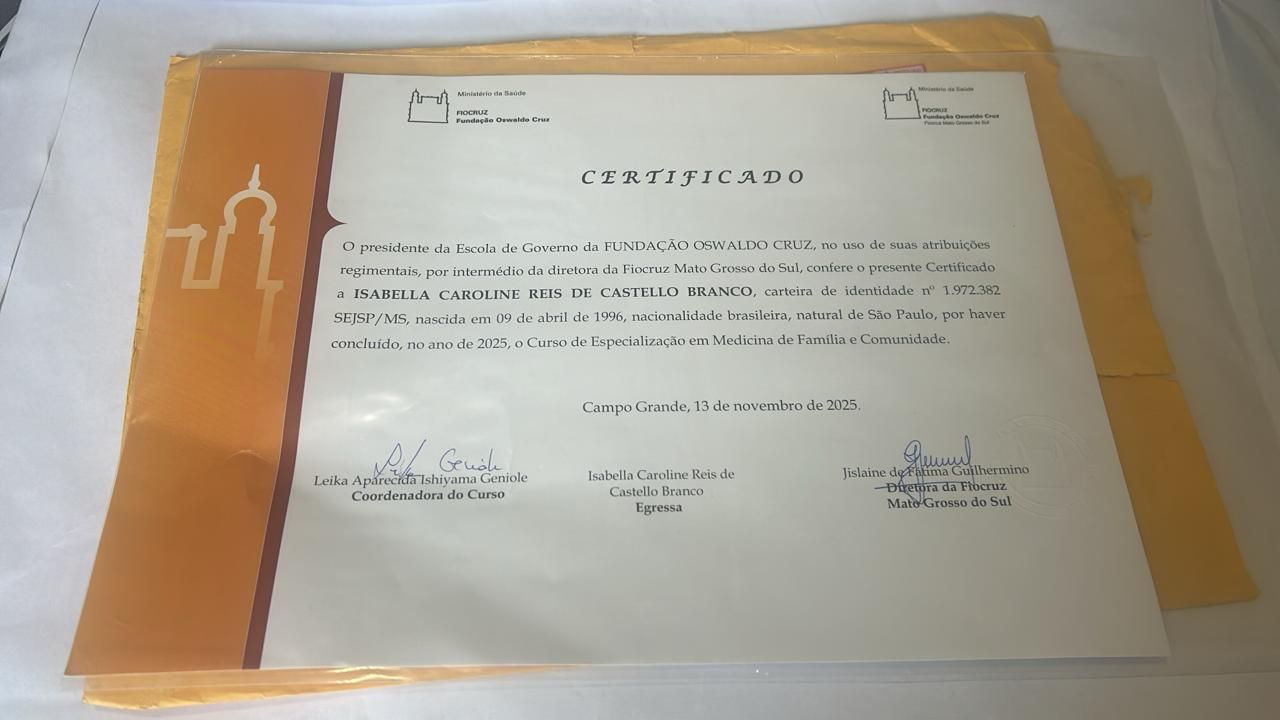 Ministério da Saúde
FIOCRUZ
Fundação Oswaldo Cruz
Ministério da Saúde
FIOCRUZ
Fundação Oswaldo Cruz
Fiocruz Mato Grosso do Sul
CERTIFICADO
O presidente da Escola de Governo da FUNDAÇÃO OSWALDO CRUZ, no uso de suas atribuições
regimentais, por intermédio da diretora da Fiocruz Mato Grosso do Sul, confere o presente Certificado
a ISABELLA CAROLINE REIS DE CASTELLO BRANCO, carteira de identidade nº 1.972.382
SEJSP/MS, nascida em 09 de abril de 1996, nacionalidade brasileira, natural de São Paulo, por haver
concluído, no ano de 2025, o Curso de Especialização em Medicina de Família e Comunidade.
Campo Grande, 13 de novembro de 2025.
Leika Aparecida Ishiyama Geniole
Coordenadora do Curso
Isabella Caroline Reis de
Castello Branco
Egressa
Jislaine de Fátima Guilhermino
Diretora da Fiocruz
Mato Grosso do Sul